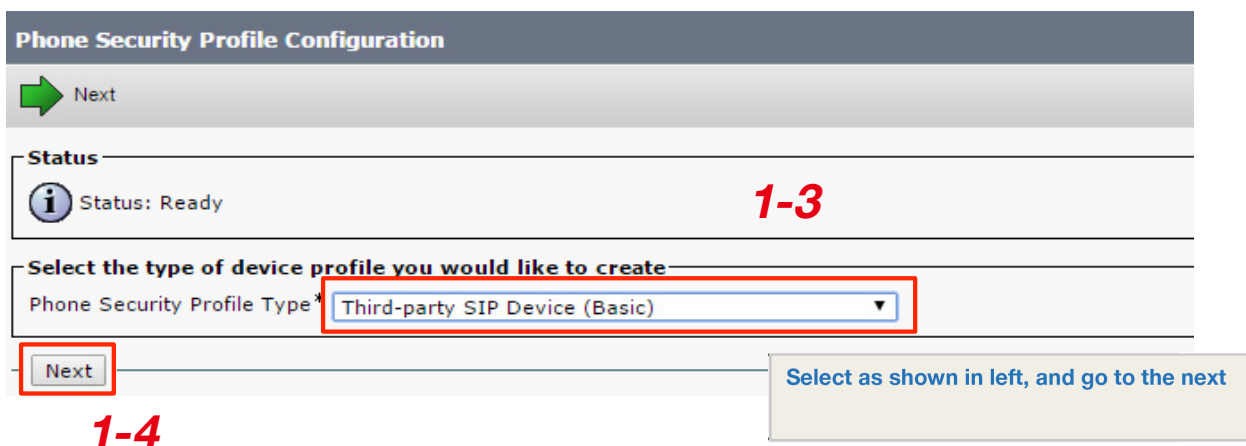 Phone Security Profile Configuration
Next
Status
i Status: Ready
1-3
Select the type of device profile you would like to create
Phone Security Profile Type* Third-party SIP Device (Basic)
Next
Select as shown in left, and go to the next
1-4